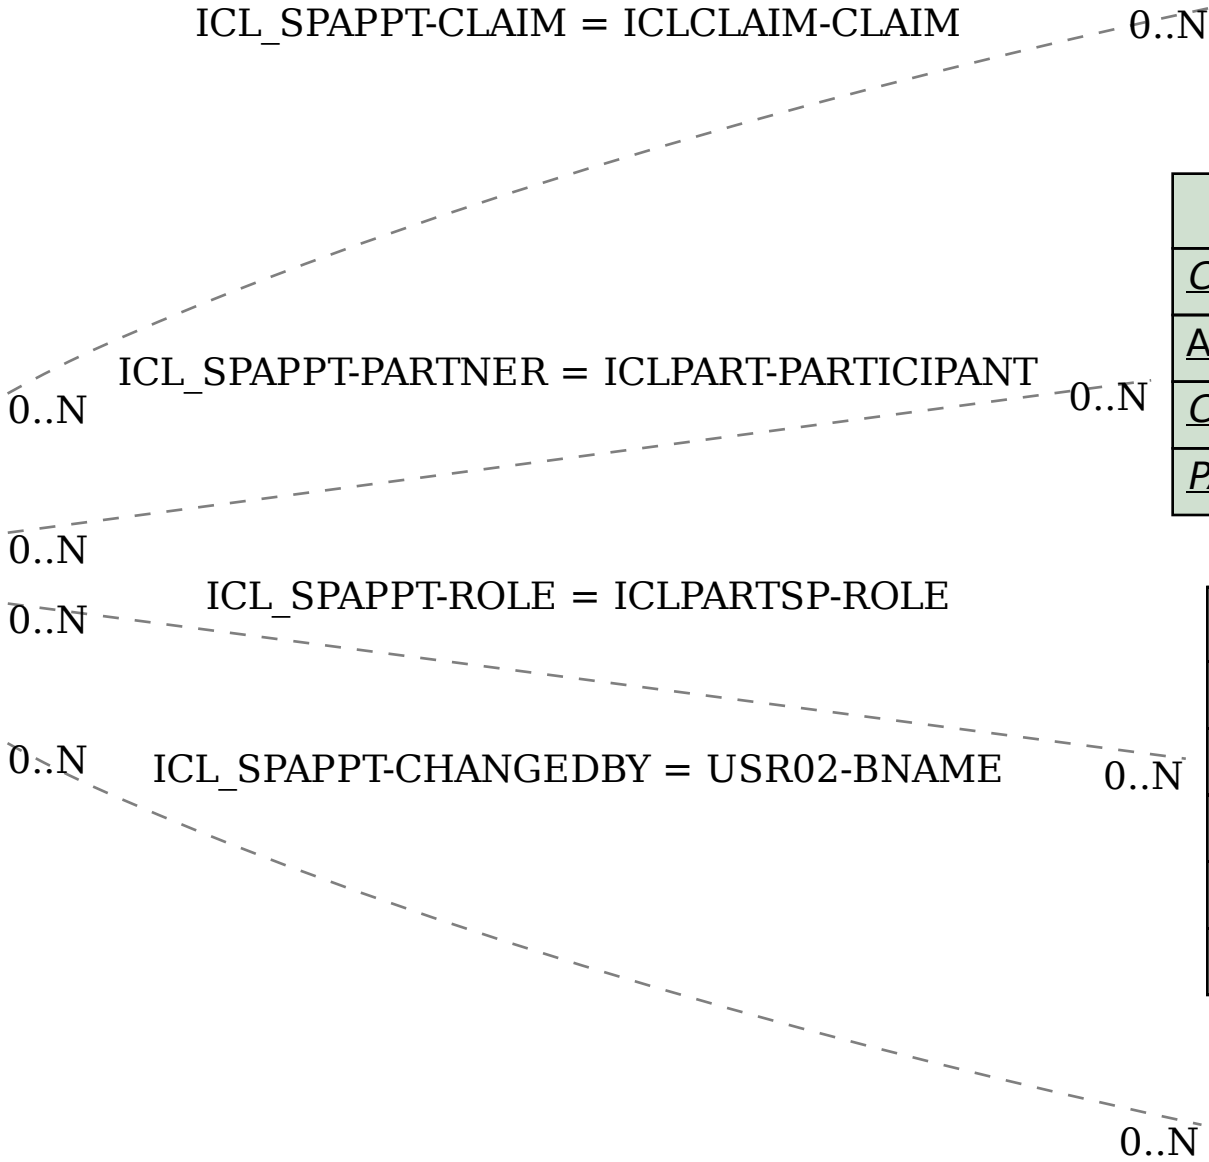 ICL_SPAPPT-CLAIM = ICLCLAIM-CLAIM
0..N
ICL_SPAPPT-PARTNER = ICLPART-PARTICIPANT
0..N
0..N
0..N
ICL_SPAPPT-ROLE = ICLPARTSP-ROLE
0..N
ICL_SPAPPT-CHANGEDBY = USR02-BNAME
0..N
0..N
0..N